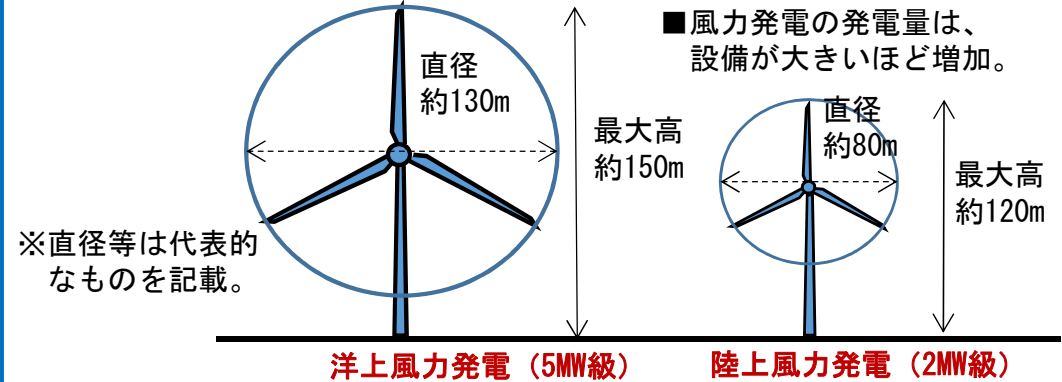 ■風力発電の発電量は、
設備が大きいほど増加。
直径
約130m
最大高
約150m
直径
約80m
最大高
約120m
※直径等は代表的
なものを記載。
洋上風力発電（5MW級）
陸上風力発電（2MW級）